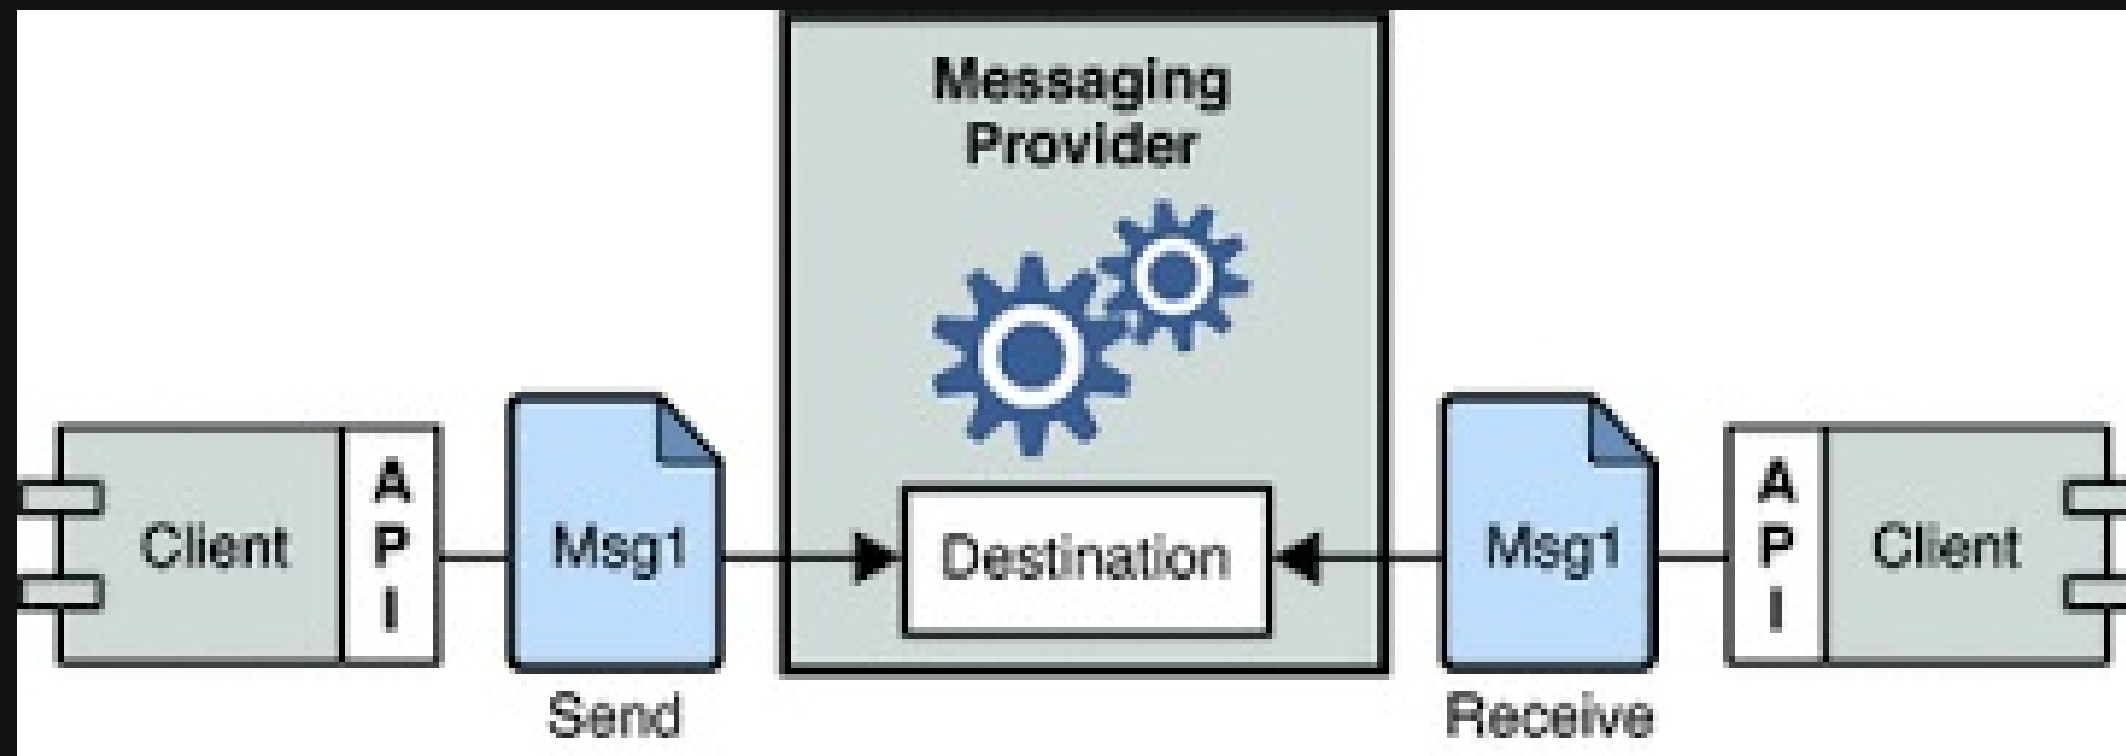 Messaging
Provider
Client
A
P
I
Msg1
Destination
Msg1
A
P
I
Client
Send
Receive